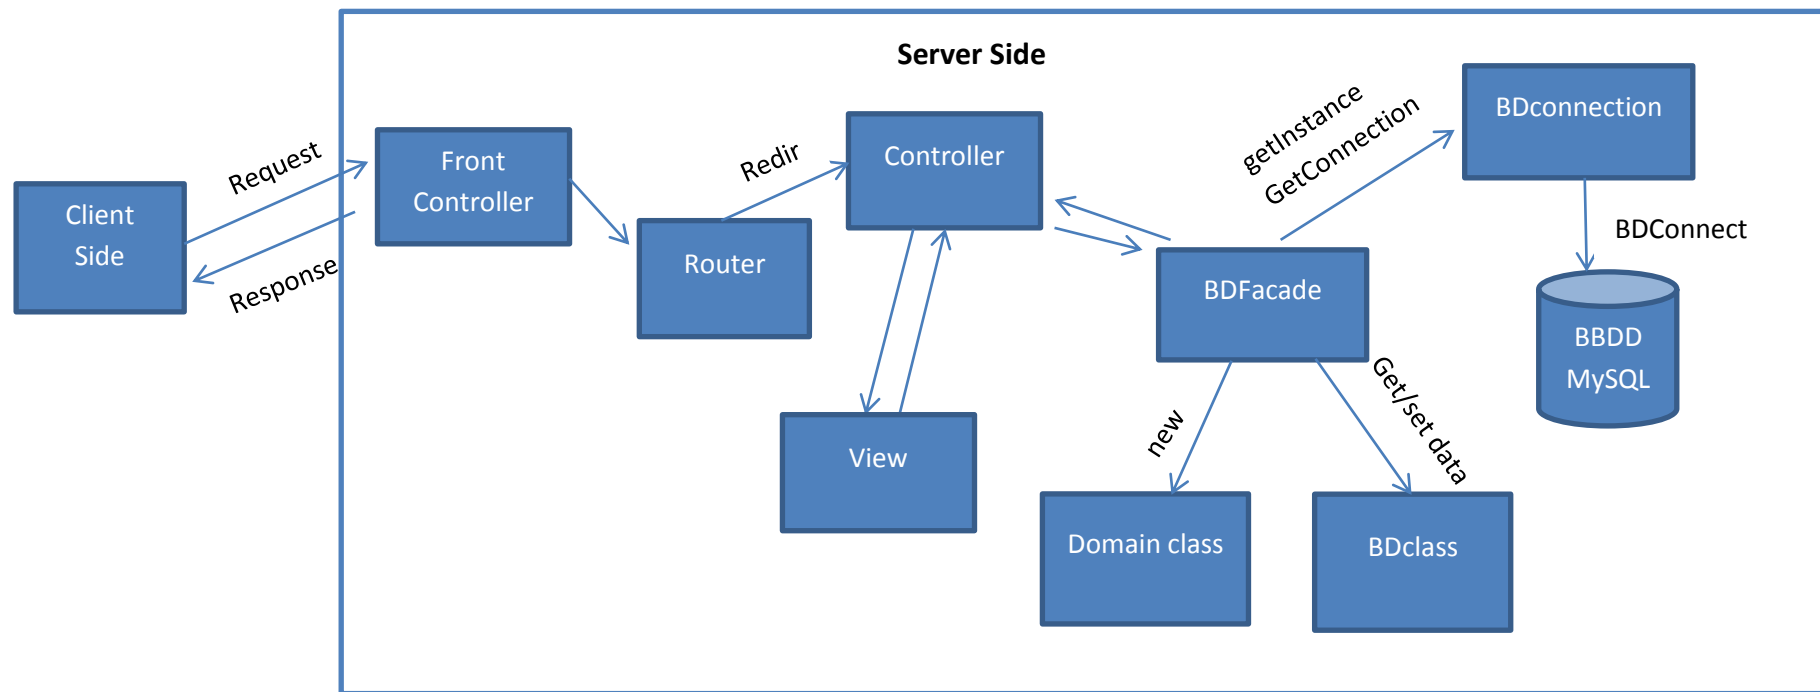 Server Side
Client
Side
Request
Response
Front
Controller
Router
Redir
Controller
View
getInstance
GetConnection
BDconnection
BDConnect
BBDD
MySQL
BDFacade
new
Get/set data
Domain class
BDclass